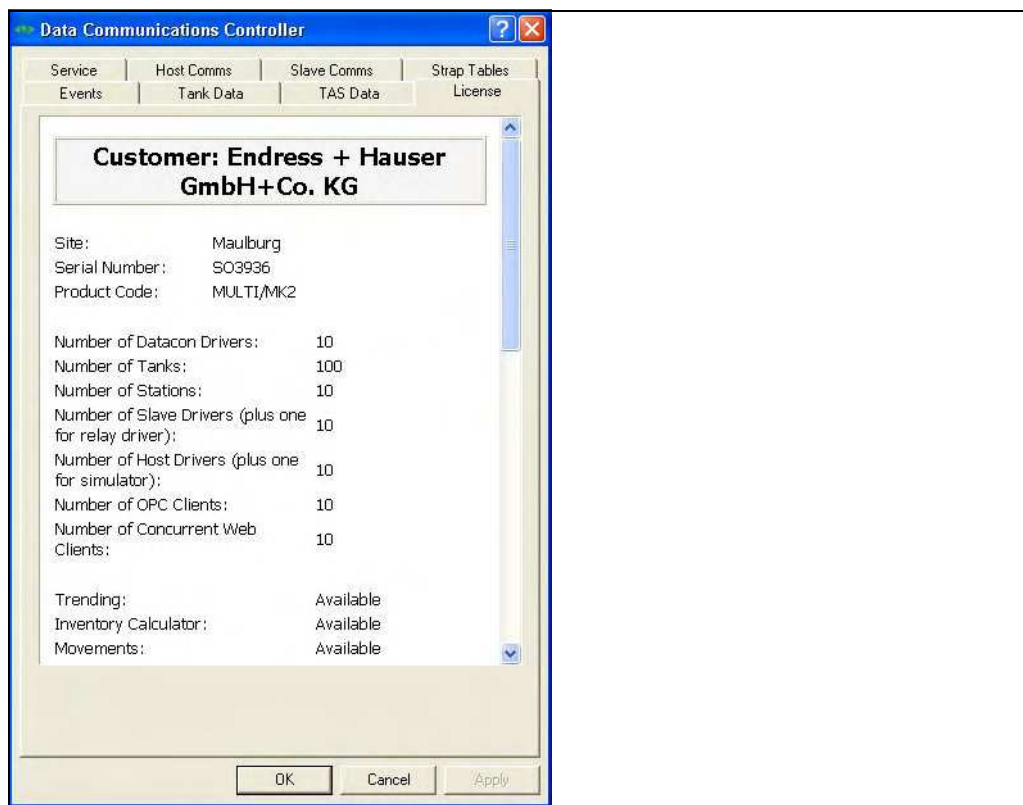 Data Communications Controller
Service Host Comms Slave Comms Strap Tables
Events Tank Data TAS Data License
Customer: Endress + Hauser
GmbH+Co. KG
Site: Maulburg
Serial Number: SO3936
Product Code: MULTI/MK2
Number of Datacon Drivers: 10
Number of Tanks: 100
Number of Stations: 10
Number of Slave Drivers (plus one
for relay driver): 10
Number of Host Drivers (plus one
for simulator): 10
Number of OPC Clients: 10
Number of Concurrent Web
Clients: 10
Trending: Available
Inventory Calculator: Available
Movements: Available
OK Cancel Apply